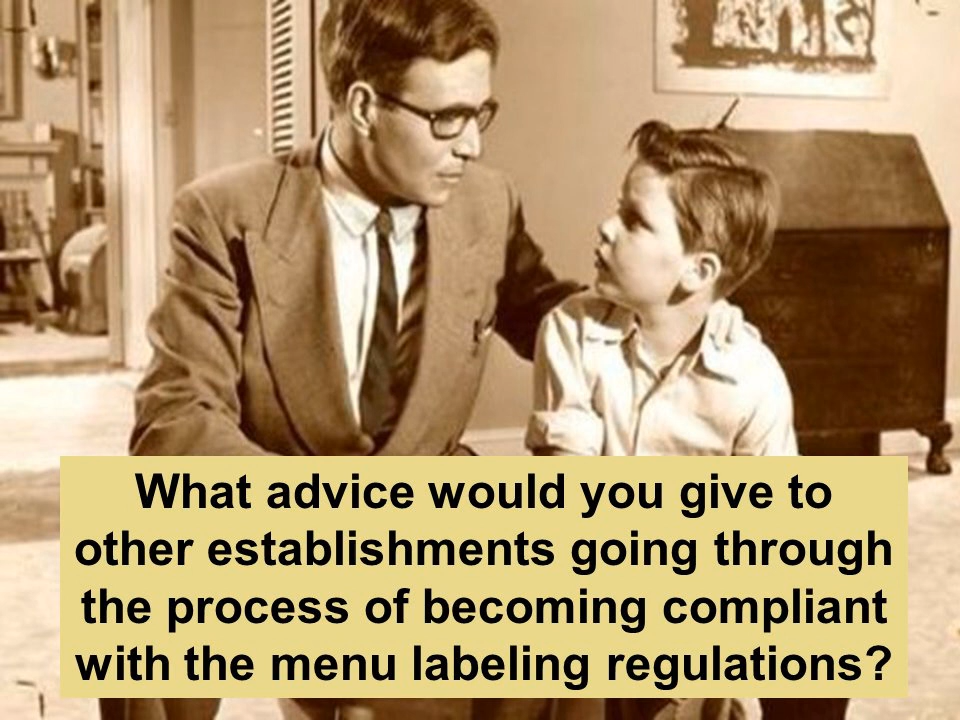 What advice would you give to
other establishments going through
the process of becoming compliant
with the menu labeling regulations?